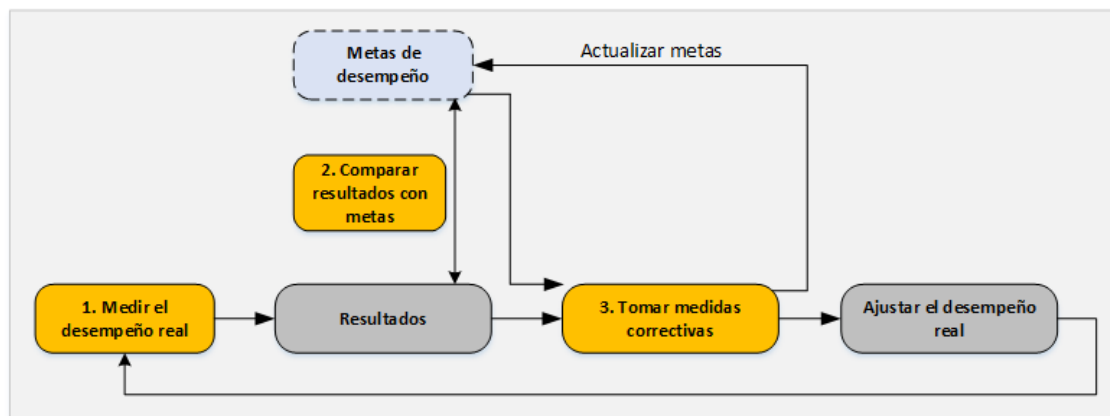 Metas de
desempeño
Actualizar metas
2. Comparar
resultados con
metas
1. Medir el
desempeño real
Resultados
3. Tomar medidas
correctivas
Ajustar el desempeño
real